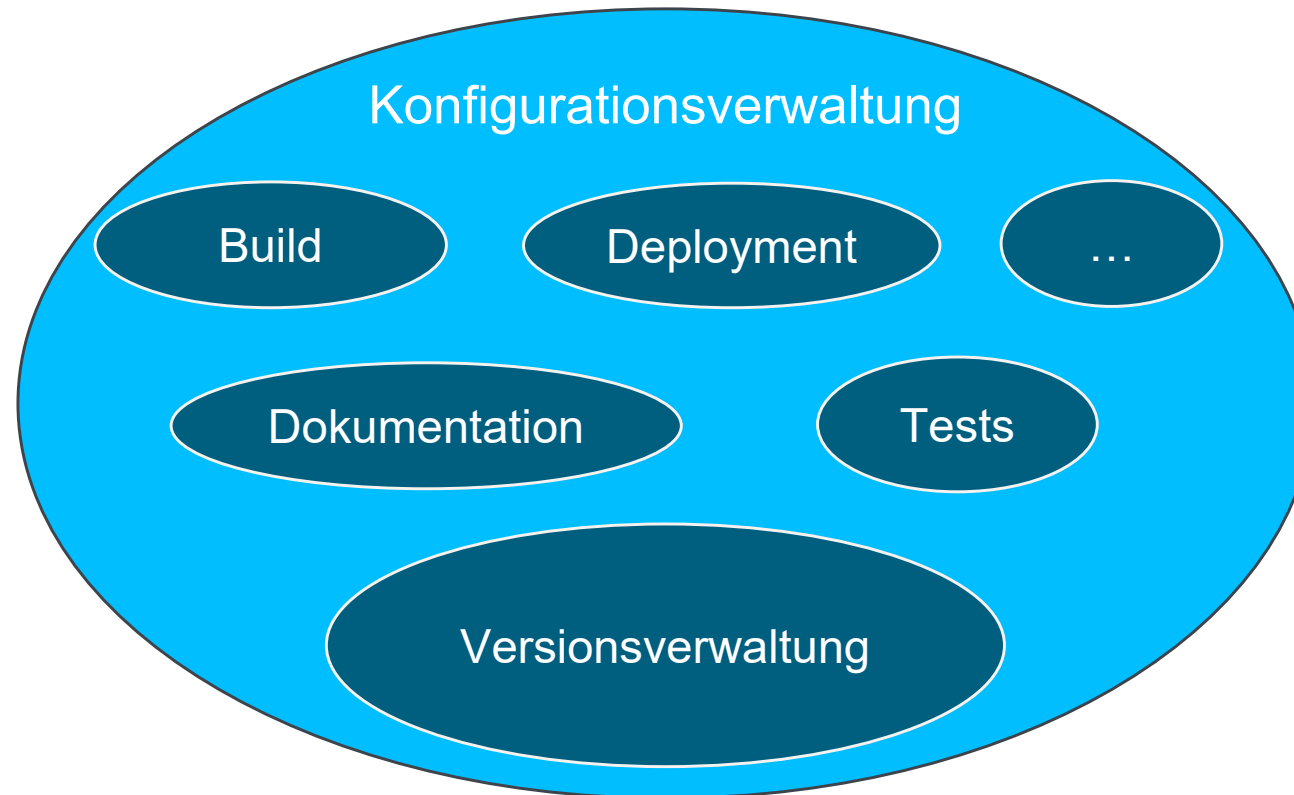 Konfigurationsverwaltung
Build
Deployment
…
Dokumentation
Tests
Versionsverwaltung